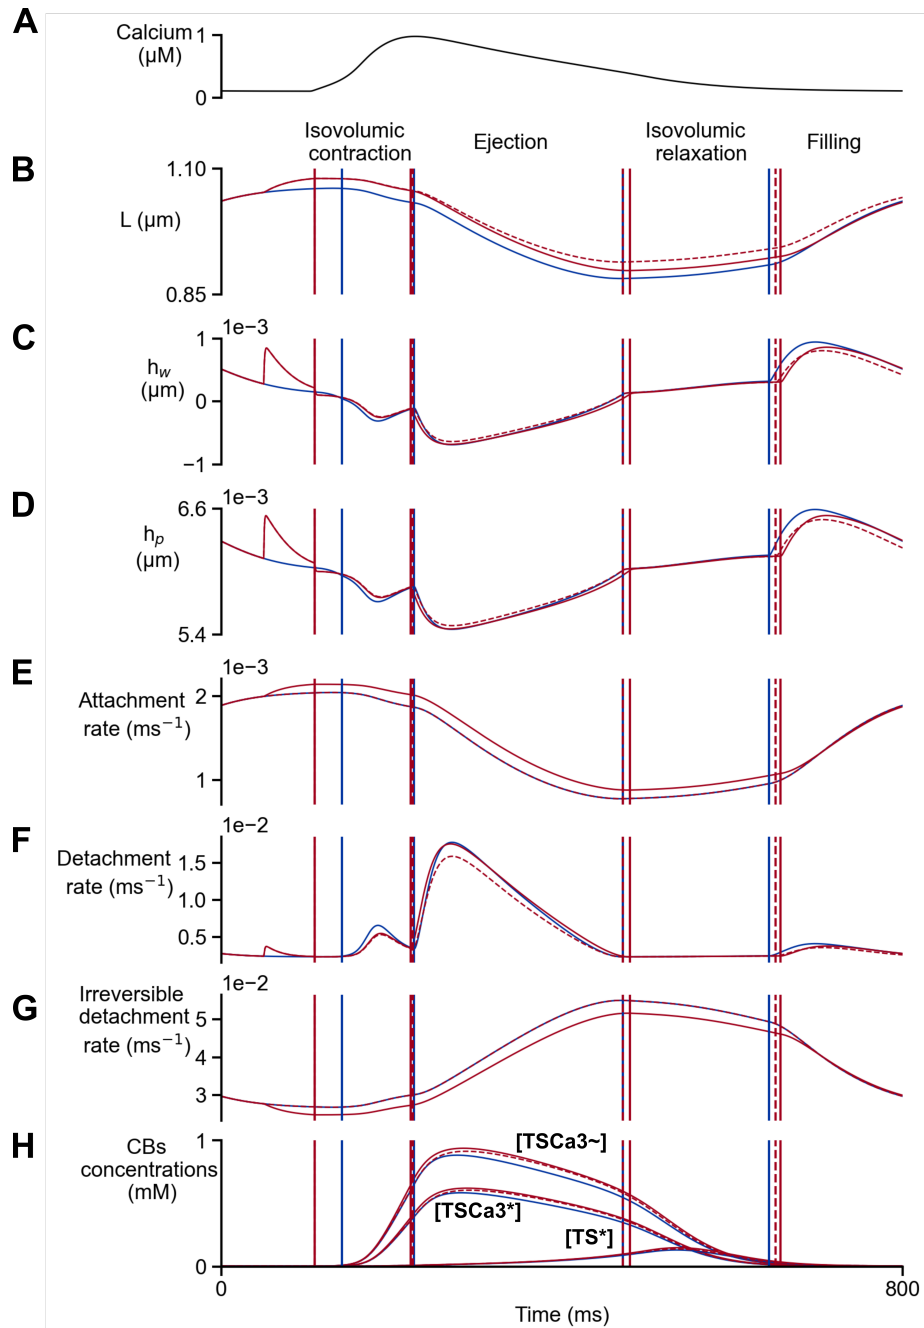 A
Calcium 1
(µM)
0
Isovolumic
contraction
Ejection
Isovolumic
relaxation
Filling
B
1.10
L (µm)
0.85
C
1e−3
1
h_w
(µm)
0
−1
D
1e−3
6.6
h_p
(µm)
5.4
E
1e−3
2
Attachment
rate (ms⁻¹)
1
F
1e−2
Detachment
rate (ms⁻¹)
1.5
1.0
0.5
G
1e−2
Irreversible
detachment
rate (ms⁻¹)
5
4
3
H
1
CBs
concentrations
(mM)
[TSCa3~]
[TSCa3*]
[TS*]
0
0
800
Time (ms)